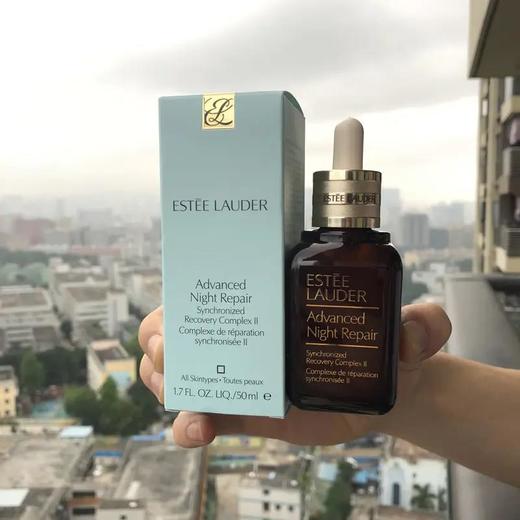 EL
ESTĒE LAUDER
Advanced
Night Repair
Synchronized
Recovery Complex II
Complexe de réparation
synchronisée II
All Skintypes • Toutes peaux
1.7 FL. OZ. LIQ./50ml e
ESTĒE LAUDER
ESTĒE
LAUDER
Advanced
Night Repair
Synchronized
Recovery Complex II
Complexe de réparation
synchronisée II